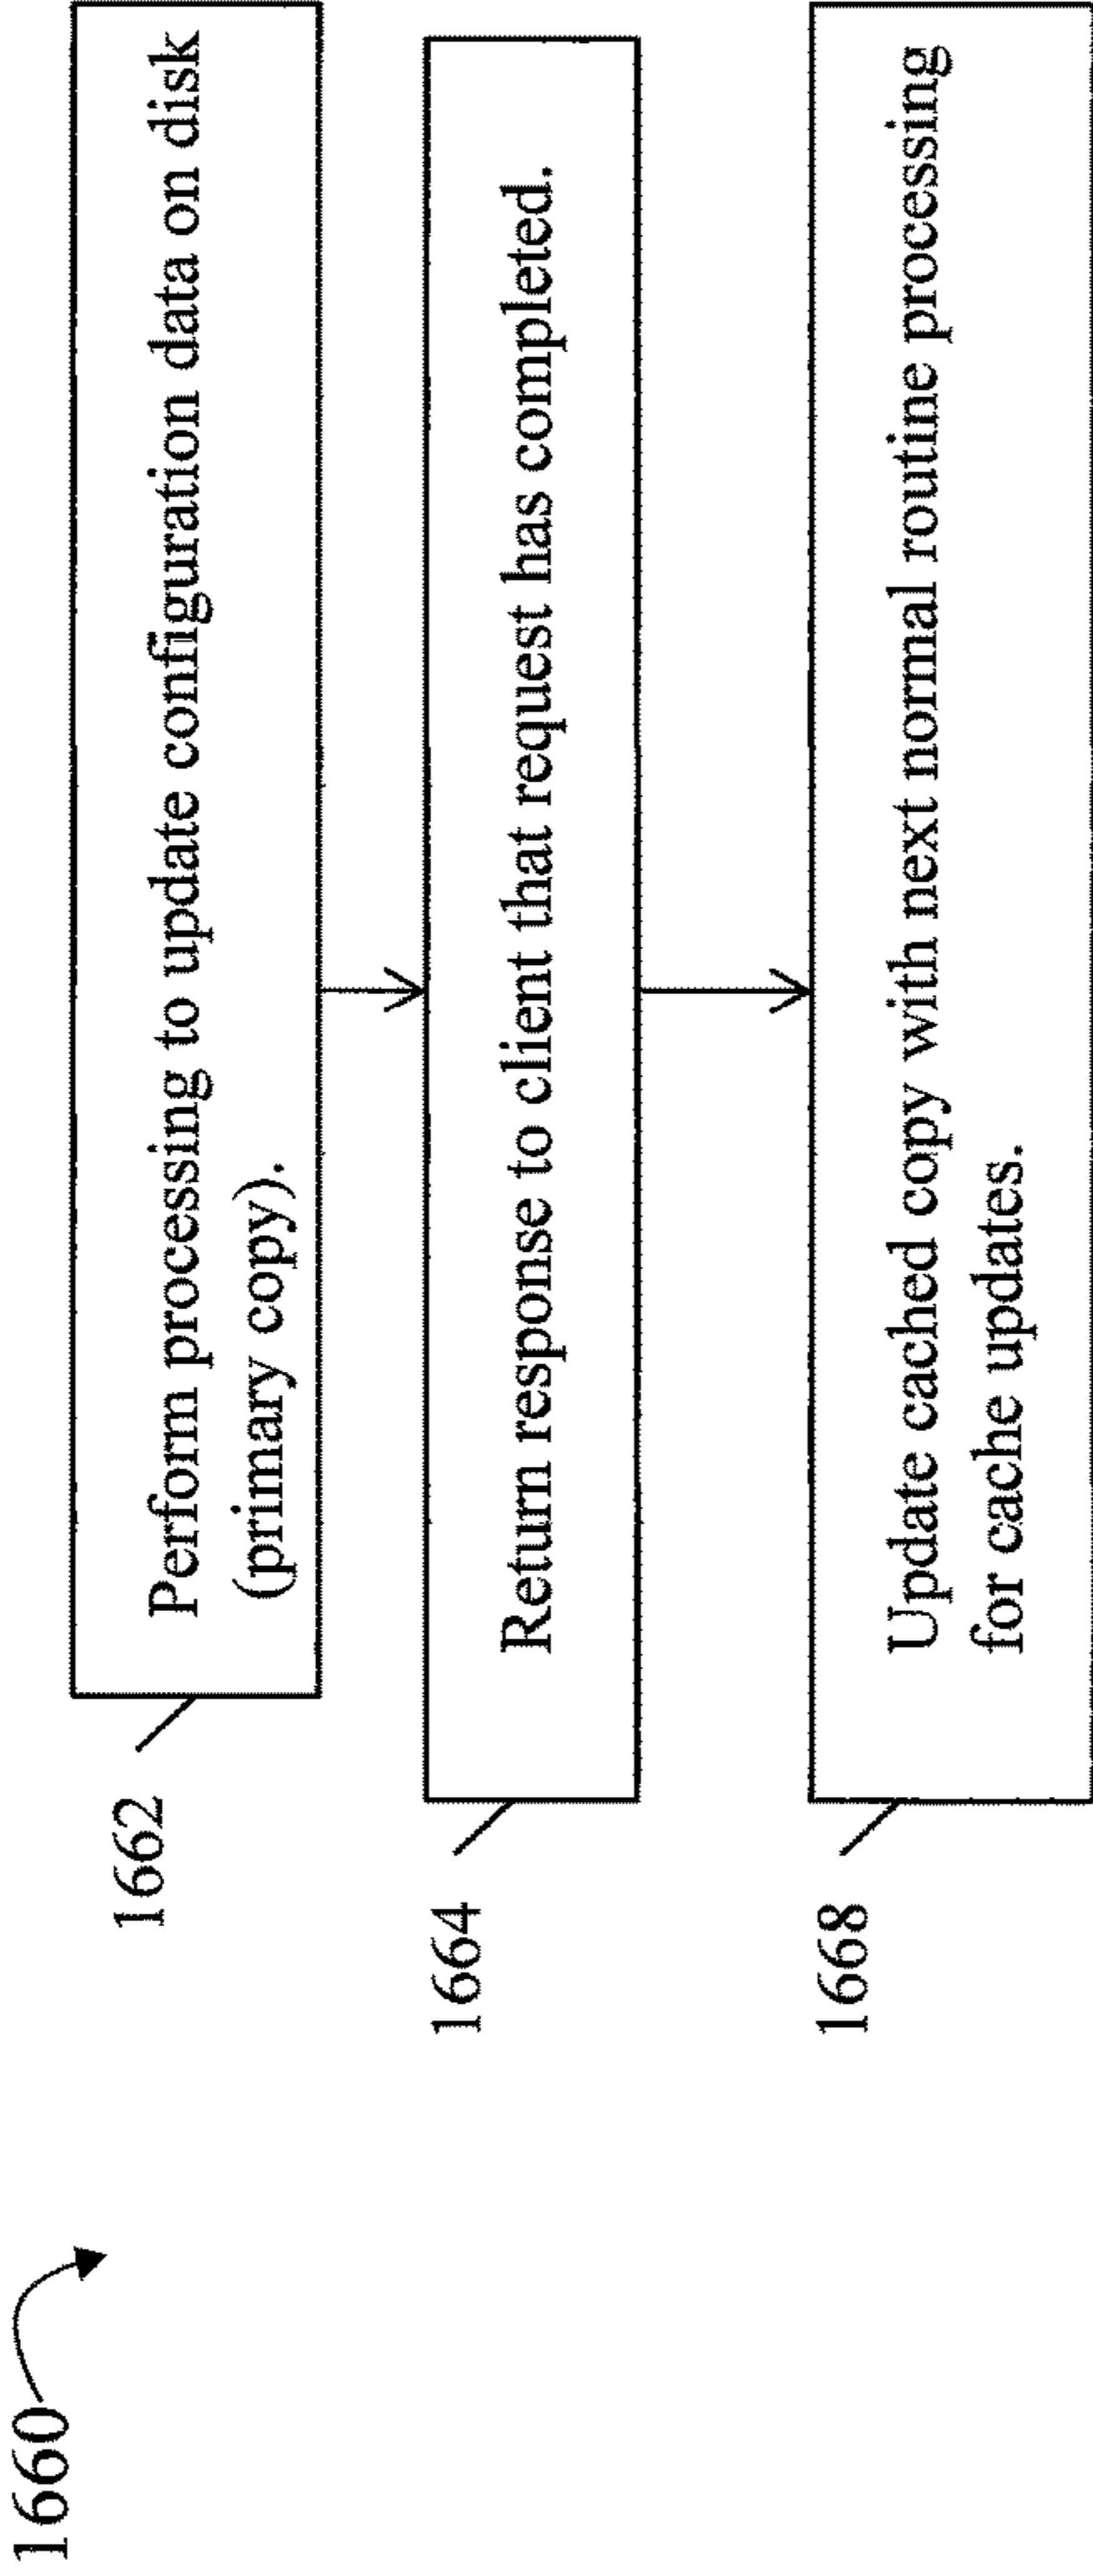 1660
1662
Perform processing to update configuration data on disk
(primary copy).
1664
Return response to client that request has completed.
1668
Update cached copy with next normal routine processing
for cache updates.